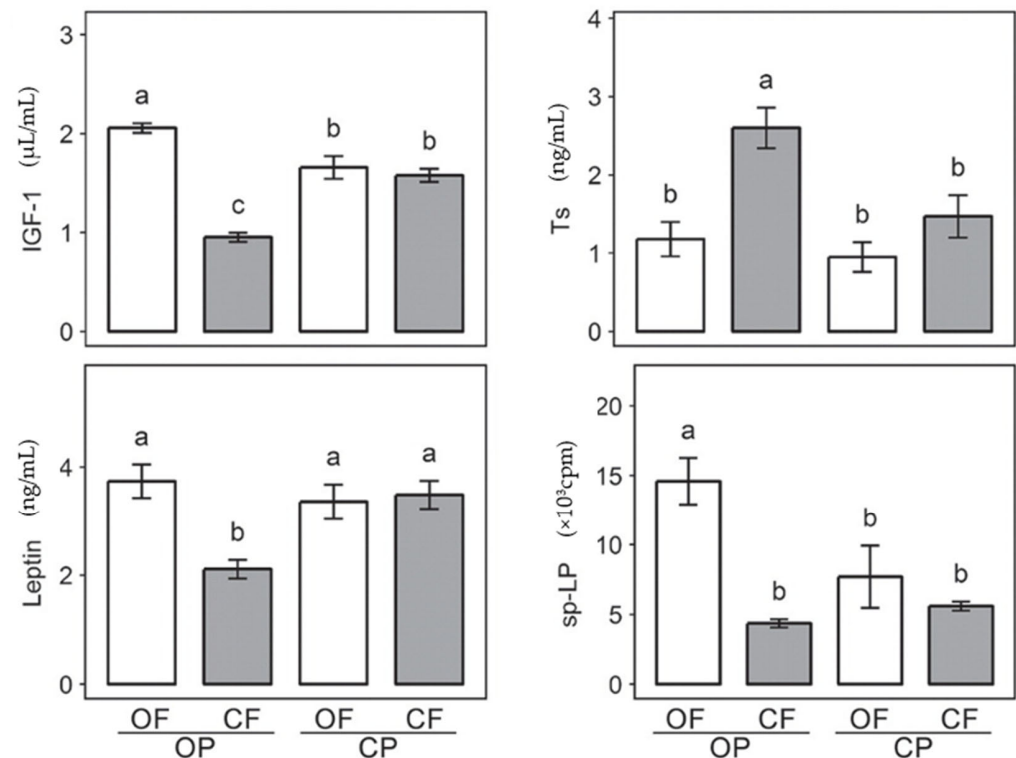 IGF-1 (μL/mL)
3
2
1
0
a
c
b
b
Ts (ng/mL)
4
3
2
1
0
b
a
b
b
Leptin (ng/mL)
4
2
0
a
b
a
a
OF CF OF CF
OP CP
sp-LP (×10³cpm)
20
15
10
5
0
a
b
b
b
OF CF OF CF
OP CP